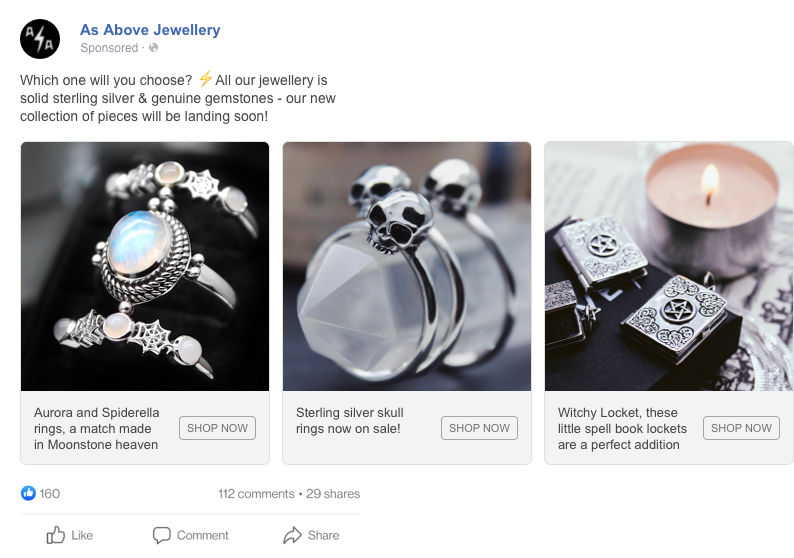 A
A
As Above Jewellery
Sponsored ·
Which one will you choose? ⚡All our jewellery is
solid sterling silver & genuine gemstones - our new
collection of pieces will be landing soon!
Aurora and Spiderella
rings, a match made
in Moonstone heaven
SHOP NOW
Sterling silver skull
rings now on sale!
SHOP NOW
Witchy Locket, these
little spell book lockets
are a perfect addition
SHOP NOW
160
112 comments • 29 shares
Like
Comment
Share